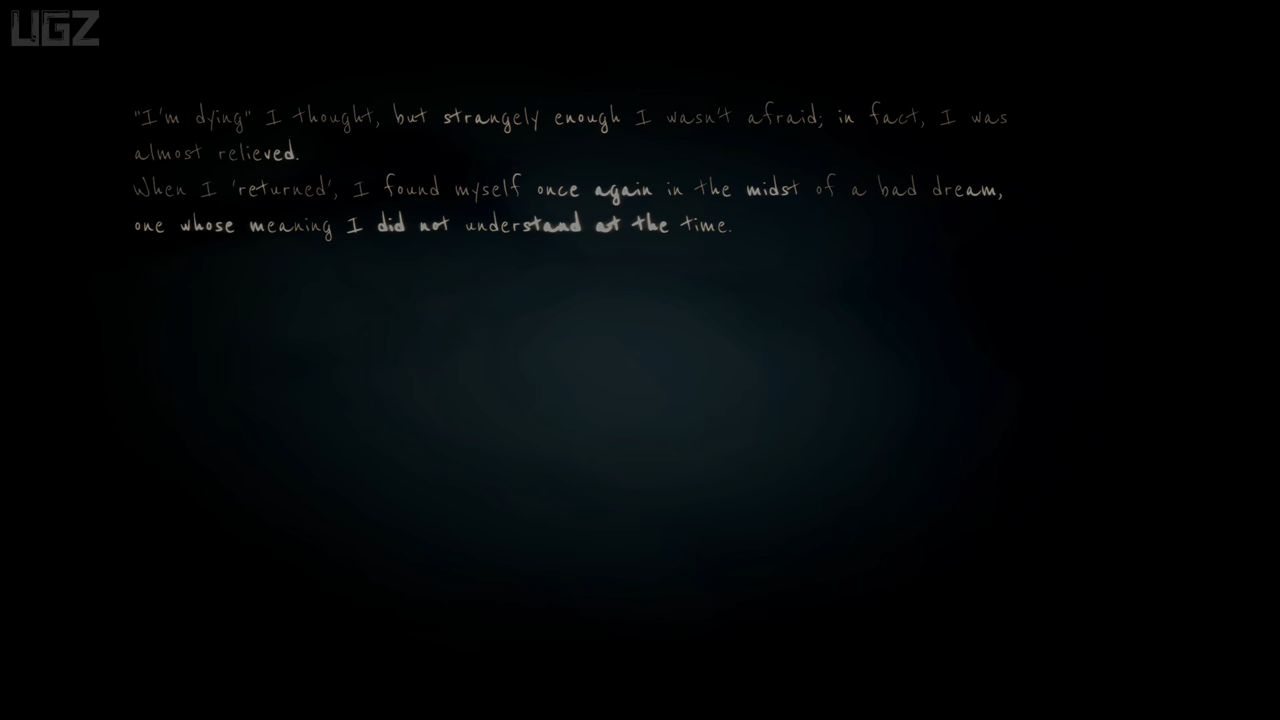 UGZ
"I'm dying" I thought, but strangely enough I wasn't afraid; in fact, I was
almost relieved.
When I 'returned', I found myself once again in the midst of a bad dream,
one whose meaning I did not understand at the time.